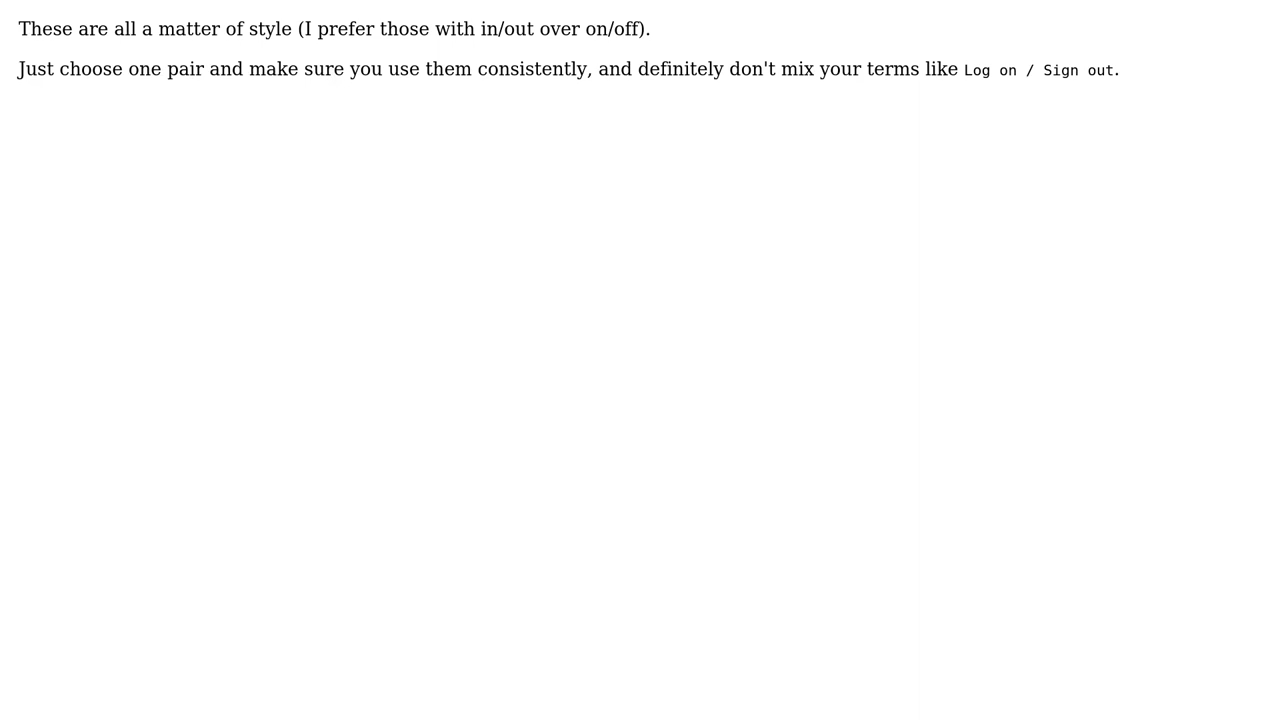 These are all a matter of style (I prefer those with in/out over on/off).
Just choose one pair and make sure you use them consistently, and definitely don't mix your terms like Log on / Sign out.